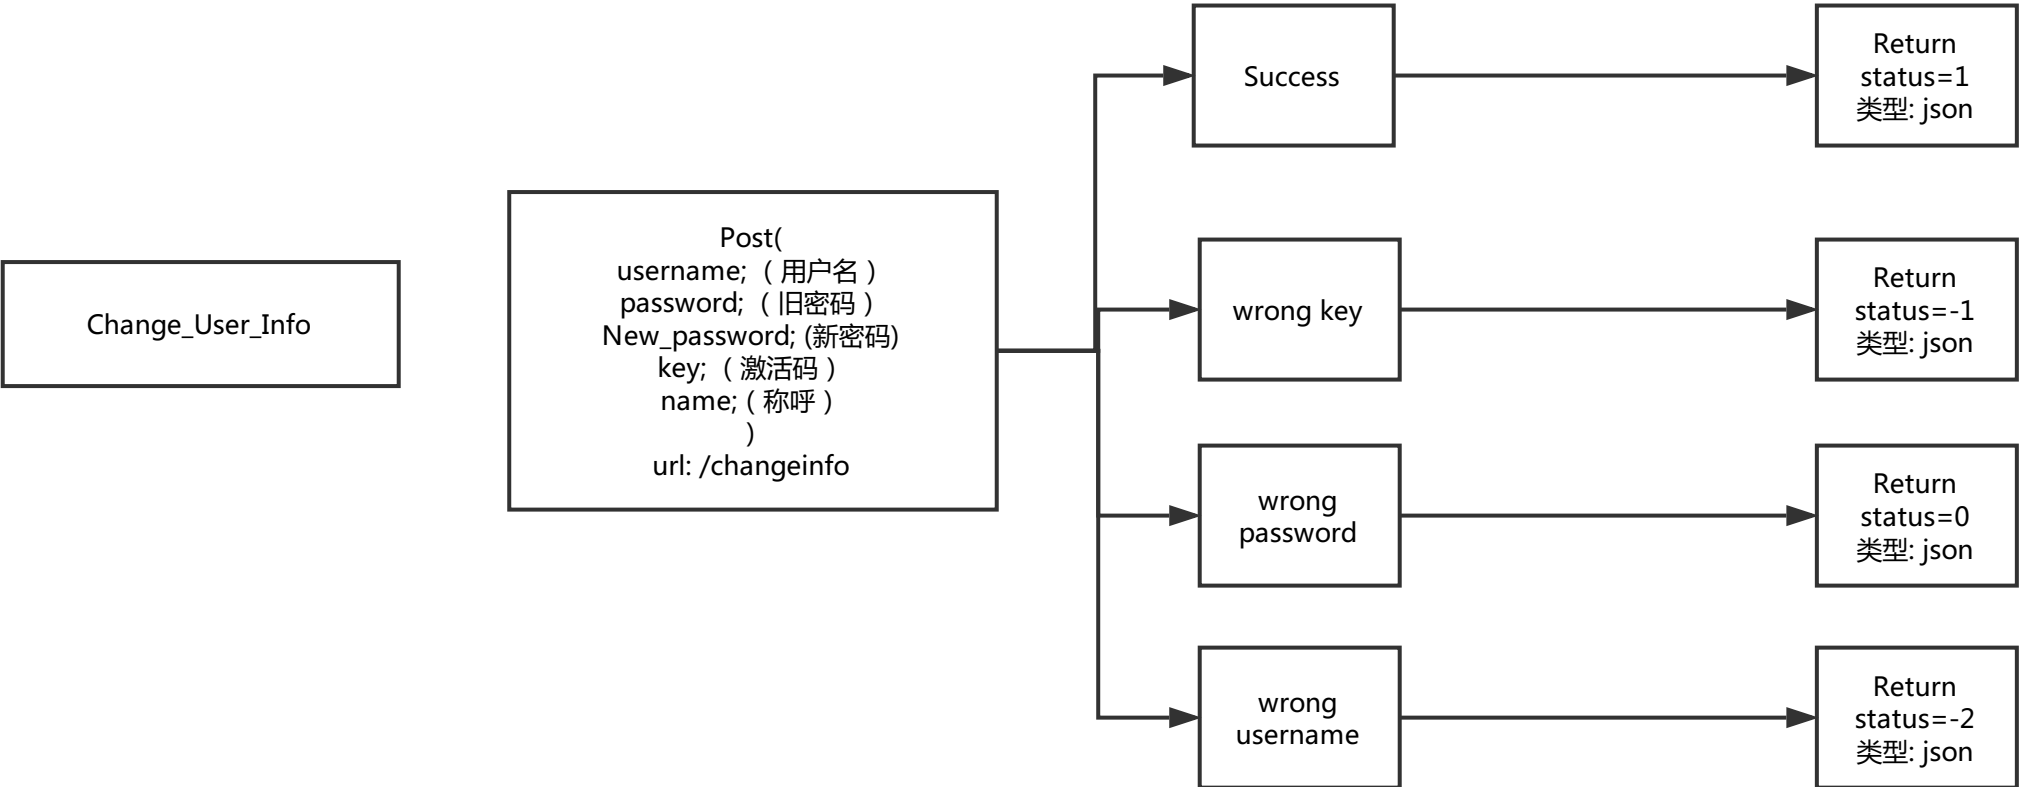 Change_User_Info
Post(
username; （用户名）
password; （旧密码）
New_password; (新密码)
key; （激活码）
name;（称呼）
)
url: /changeinfo
Success
Return
status=1
类型: json
wrong key
Return
status=-1
类型: json
wrong
password
Return
status=0
类型: json
wrong
username
Return
status=-2
类型: json